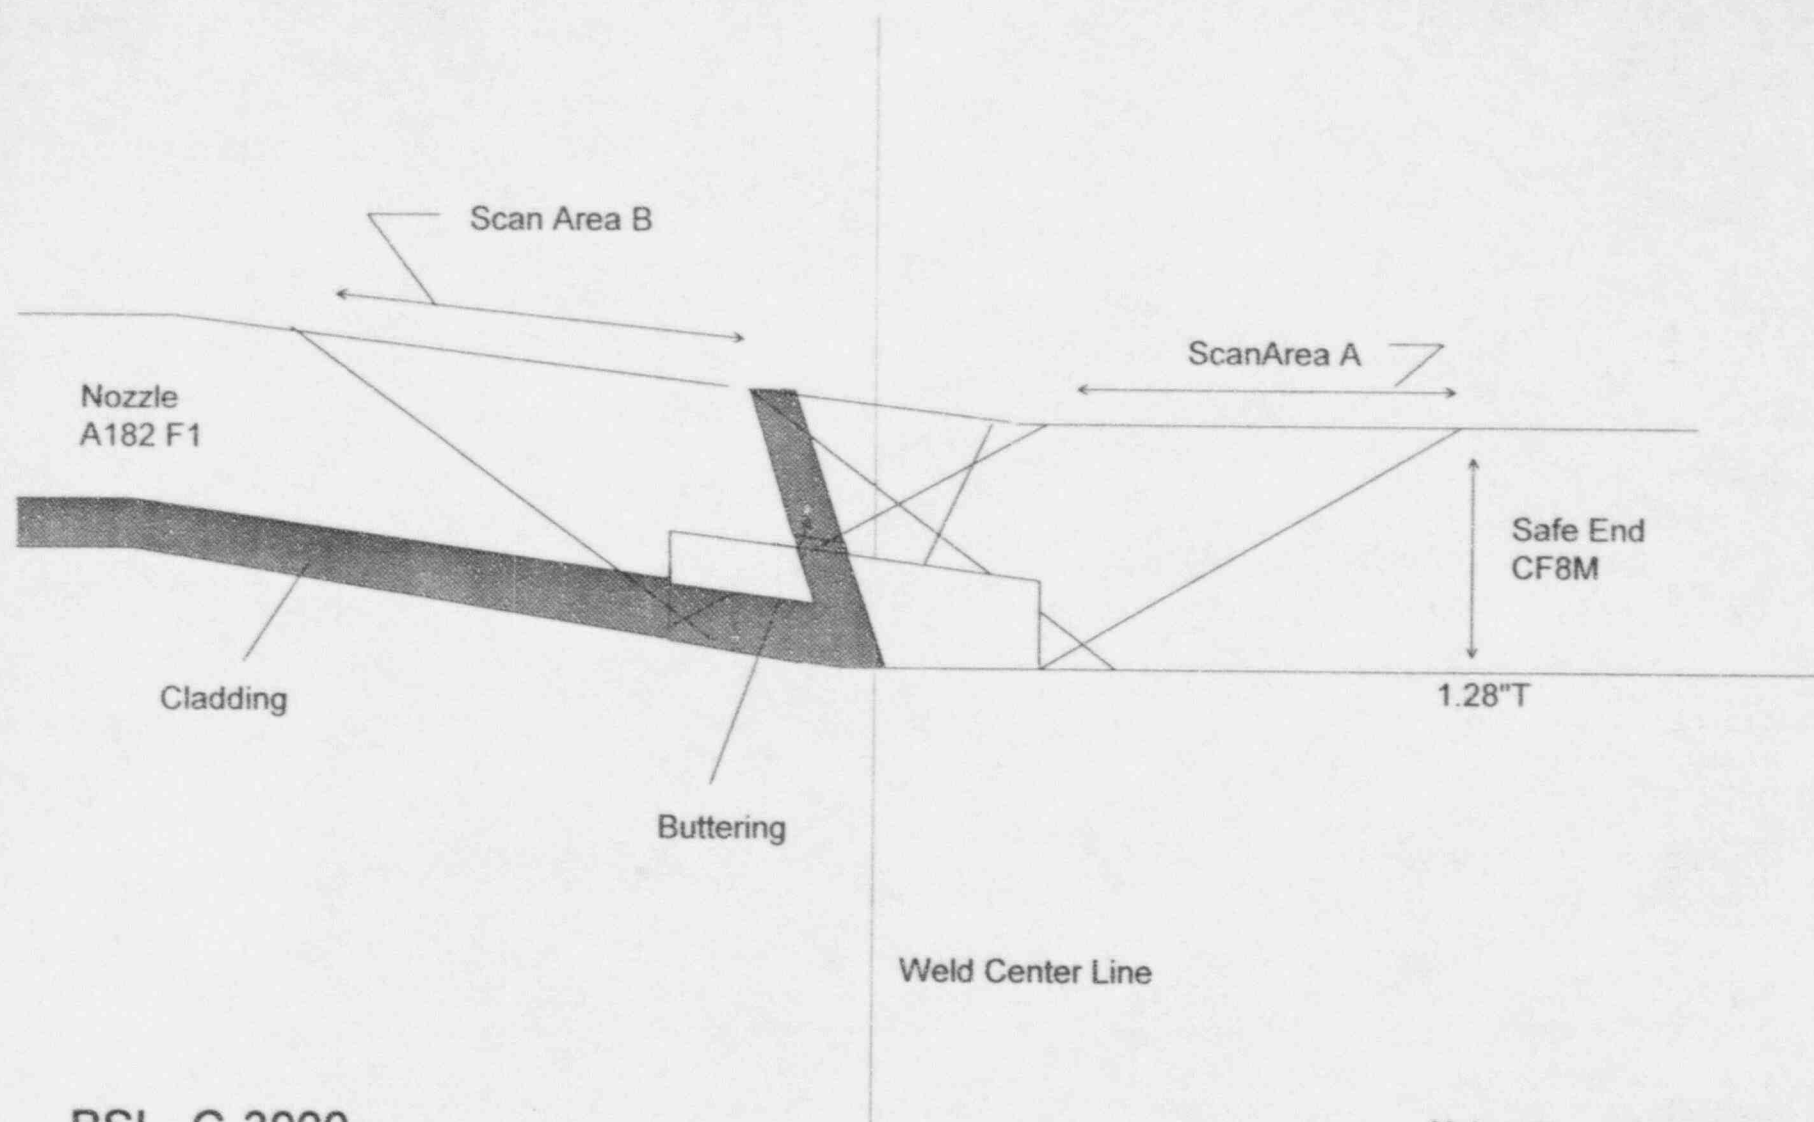 Scan Area B
ScanArea A
Nozzle
A182 F1
Safe End
CF8M
Cladding
1.28"T
Buttering
Weld Center Line